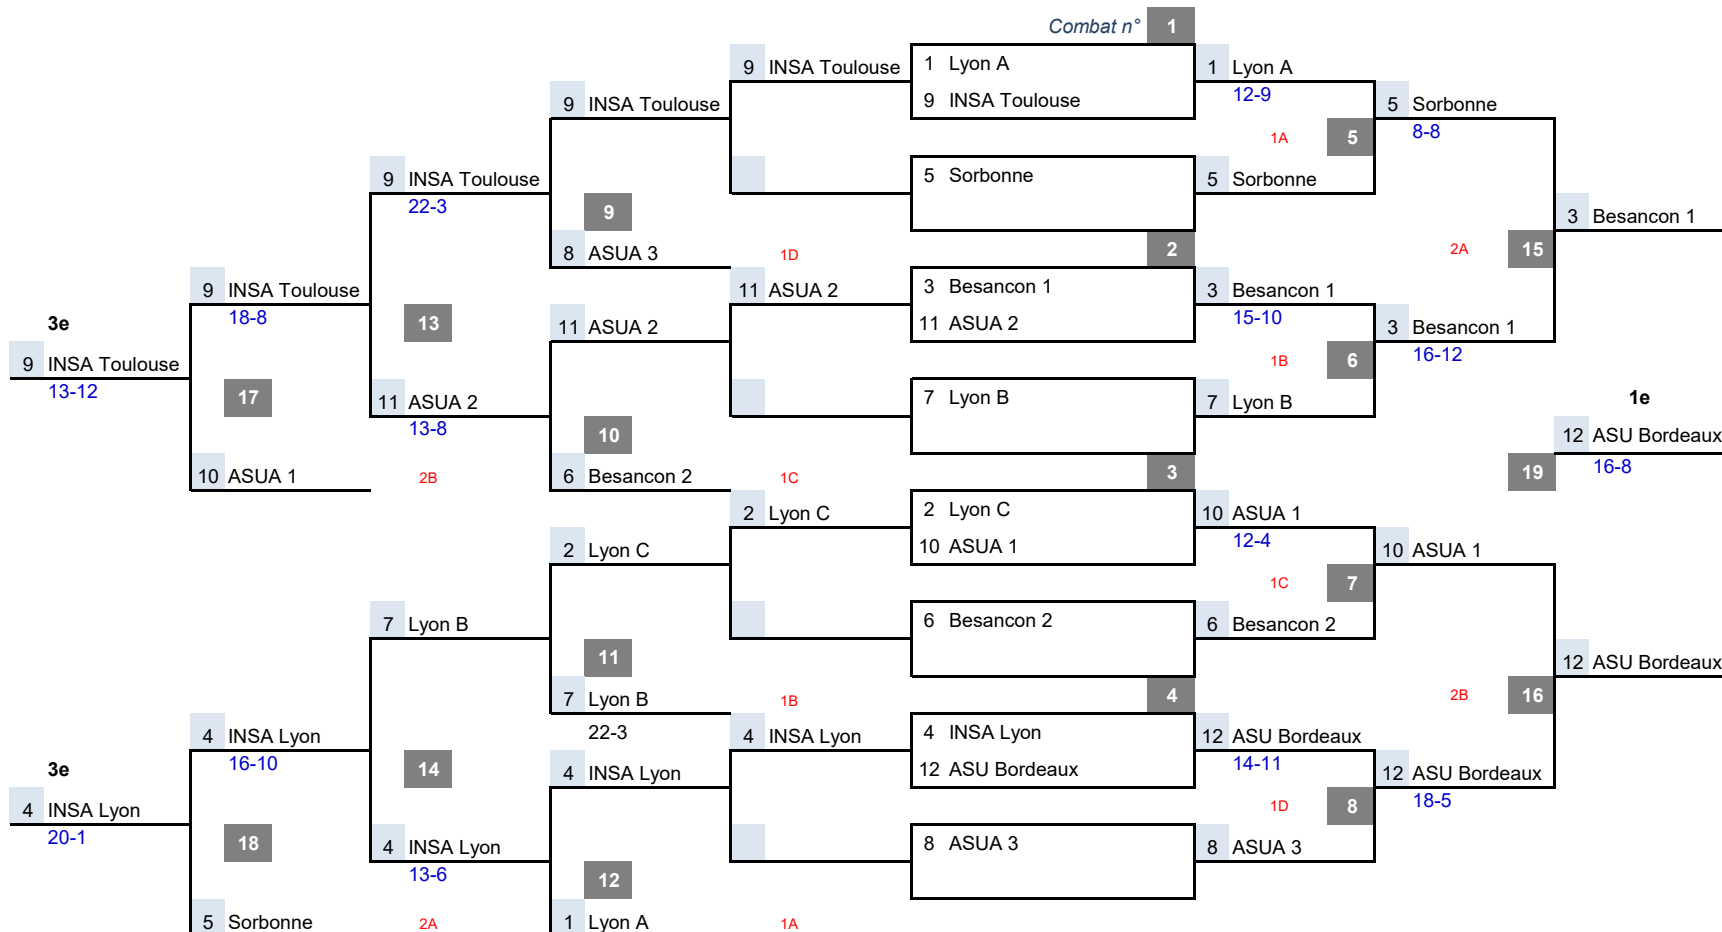 Combat n° 1
9 INSA Toulouse 1 Lyon A 1 Lyon A
9 INSA Toulouse 9 INSA Toulouse 12-9 5 Sorbonne
1A 5 8-8
9 INSA Toulouse 5 Sorbonne 5 Sorbonne
22-3 9 3 Besancon 1
8 ASUA 3 1D 2 2A 15
9 INSA Toulouse 11 ASUA 2 3 Besancon 1 3 Besancon 1
3e 18-8 13 11 ASUA 2 11 ASUA 2 15-10 3 Besancon 1
9 INSA Toulouse 1B 6 16-12
13-12 17 11 ASUA 2 7 Lyon B 7 Lyon B 1e
13-8 10 12 ASU Bordeaux
10 ASUA 1 2B 6 Besancon 2 1C 3 19 16-8
2 Lyon C 2 Lyon C 10 ASUA 1
2 Lyon C 10 ASUA 1 12-4 10 ASUA 1
1C 7
7 Lyon B 6 Besancon 2 6 Besancon 2
11 12 ASU Bordeaux
7 Lyon B 1B 4 2B 16
22-3
4 INSA Lyon 4 INSA Lyon 4 INSA Lyon 12 ASU Bordeaux
16-10 14-11
3e 14 4 INSA Lyon 12 ASU Bordeaux 12 ASU Bordeaux
4 INSA Lyon 1D 8 18-5
20-1 18 4 INSA Lyon 8 ASUA 3 8 ASUA 3
13-6 12
5 Sorbonne 2A 1 Lyon A 1A